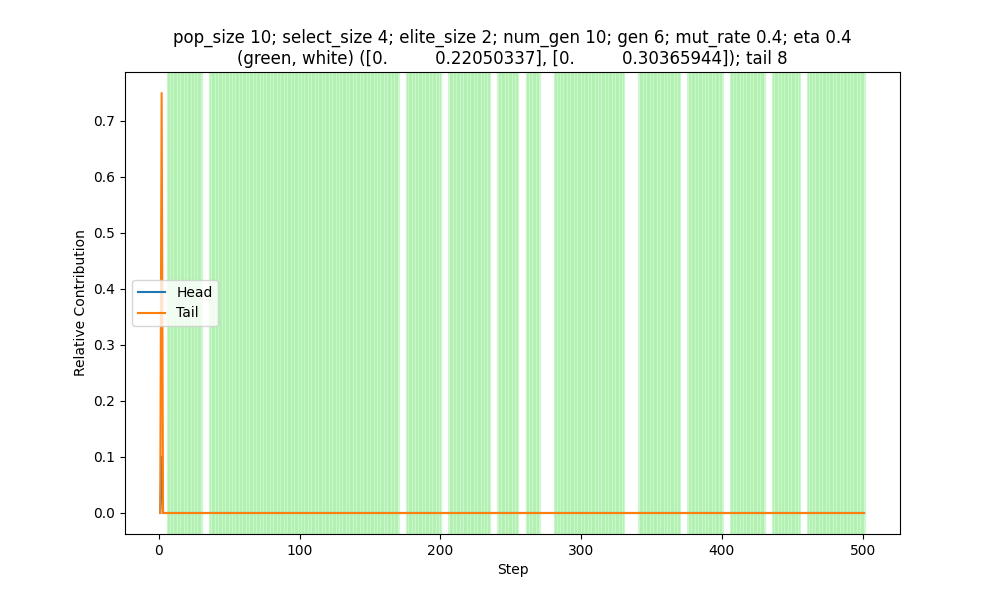 pop_size 10; select_size 4; elite_size 2; num_gen 10; gen 6; mut_rate 0.4; eta 0.4
(green, white) ([0.         0.22050337], [0.         0.30365944]); tail 8
Relative Contribution
0.7
0.6
0.5
0.4
0.3
0.2
0.1
0.0
Head
Tail
0
100
200
300
400
500
Step